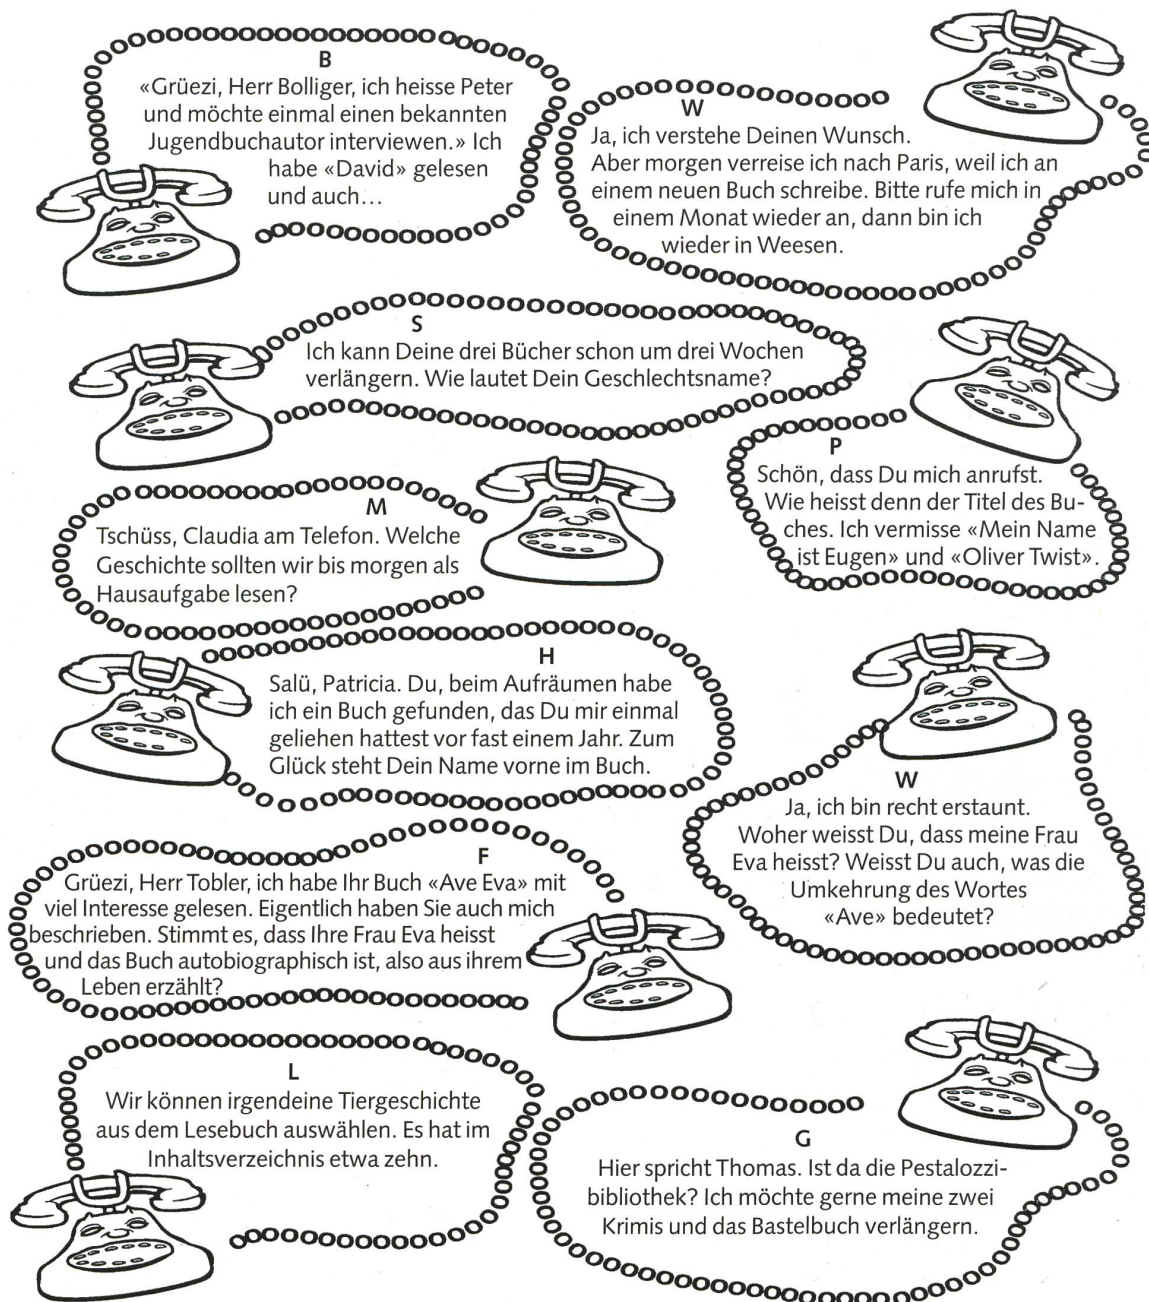 B
«Grüezi, Herr Bolliger, ich heisse Peter
und möchte einmal einen bekannten
Jugendbuchautor interviewen.» Ich
habe «David» gelesen
und auch...
W
Ja, ich verstehe Deinen Wunsch.
Aber morgen verreise ich nach Paris, weil ich an
einem neuen Buch schreibe. Bitte rufe mich in
einem Monat wieder an, dann bin ich
wieder in Weesen.
S
Ich kann Deine drei Bücher schon um drei Wochen
verlängern. Wie lautet Dein Geschlechtsname?
P
Schön, dass Du mich anrufst.
Wie heisst denn der Titel des Bu-
ches. Ich vermisse «Mein Name
ist Eugen» und «Oliver Twist».
M
Tschüss, Claudia am Telefon. Welche
Geschichte sollten wir bis morgen als
Hausaufgabe lesen?
H
Salü, Patricia. Du, beim Aufräumen habe
ich ein Buch gefunden, das Du mir einmal
geliehen hattest vor fast einem Jahr. Zum
Glück steht Dein Name vorne im Buch.
W
Ja, ich bin recht erstaunt.
Woher weisst Du, dass meine Frau
Eva heisst? Weisst Du auch, was die
Umkehrung des Wortes
«Ave» bedeutet?
F
Grüezi, Herr Tobler, ich habe Ihr Buch «Ave Eva» mit
viel Interesse gelesen. Eigentlich haben Sie auch mich
beschrieben. Stimmt es, dass Ihre Frau Eva heisst
und das Buch autobiographisch ist, also aus ihrem
Leben erzählt?
L
Wir können irgendeine Tiergeschichte
aus dem Lesebuch auswählen. Es hat im
Inhaltsverzeichnis etwa zehn.
G
Hier spricht Thomas. Ist da die Pestalozzi-
bibliothek? Ich möchte gerne meine zwei
Krimis und das Bastelbuch verlängern.